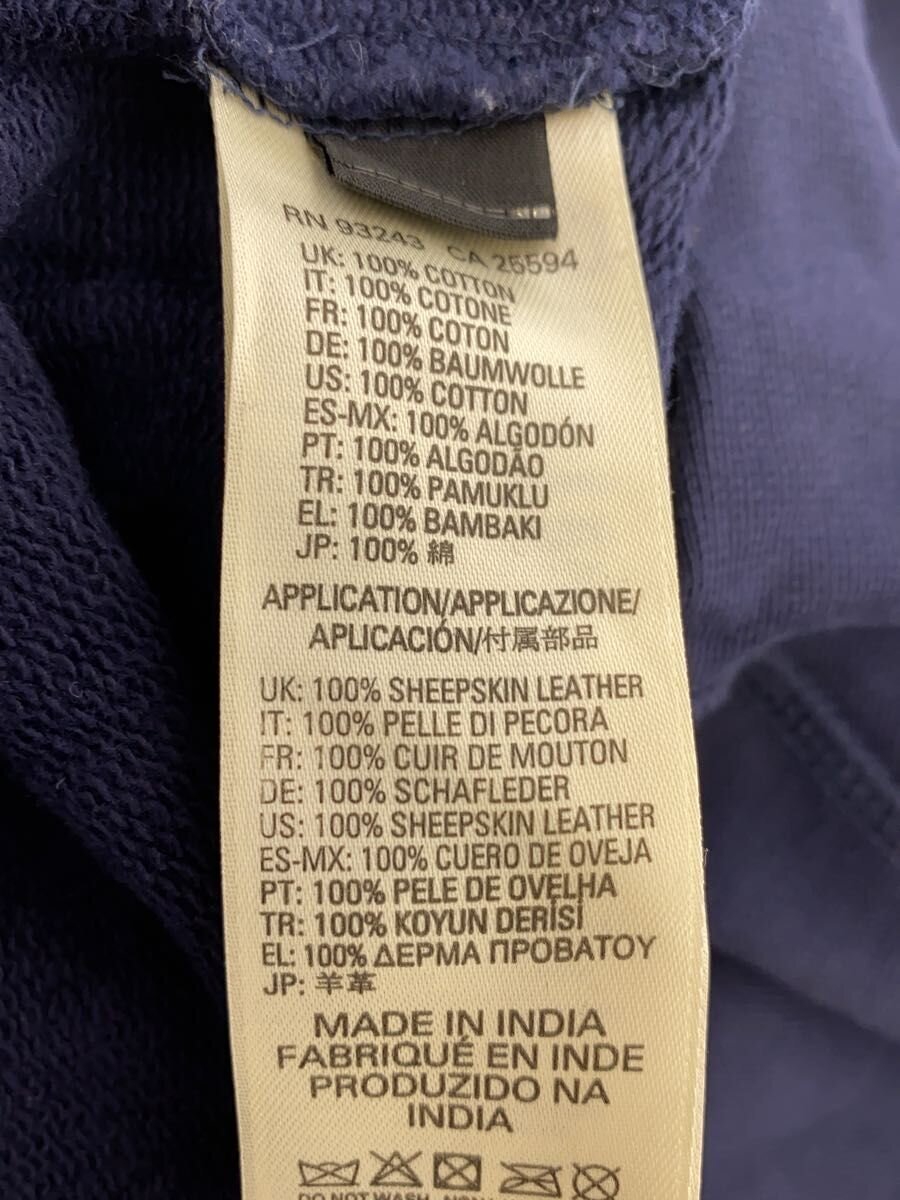 RN 93243 CA 25594
UK: 100% COTTON
IT: 100% COTONE
FR: 100% COTON
DE: 100% BAUMWOLLE
US: 100% COTTON
ES-MX: 100% ALGODÓN
PT: 100% ALGODÃO
TR: 100% PAMUKLU
EL: 100% BAMBAKI
JP: 100% 綿
APPLICATION/APPLICAZIONE/
APLICACIÓN/付属部品
UK: 100% SHEEPSKIN LEATHER
IT: 100% PELLE DI PECORA
FR: 100% CUIR DE MOUTON
DE: 100% SCHAFLEDER
US: 100% SHEEPSKIN LEATHER
ES-MX: 100% CUERO DE OVEJA
PT: 100% PELE DE OVELHA
TR: 100% KOYUN DERİSİ
EL: 100% ΔΕΡΜΑ ΠΡΟΒΑΤΟΥ
JP: 羊革
MADE IN INDIA
FABRIQUÉ EN INDE
PRODUZIDO NA
INDIA
DO NOT WASH